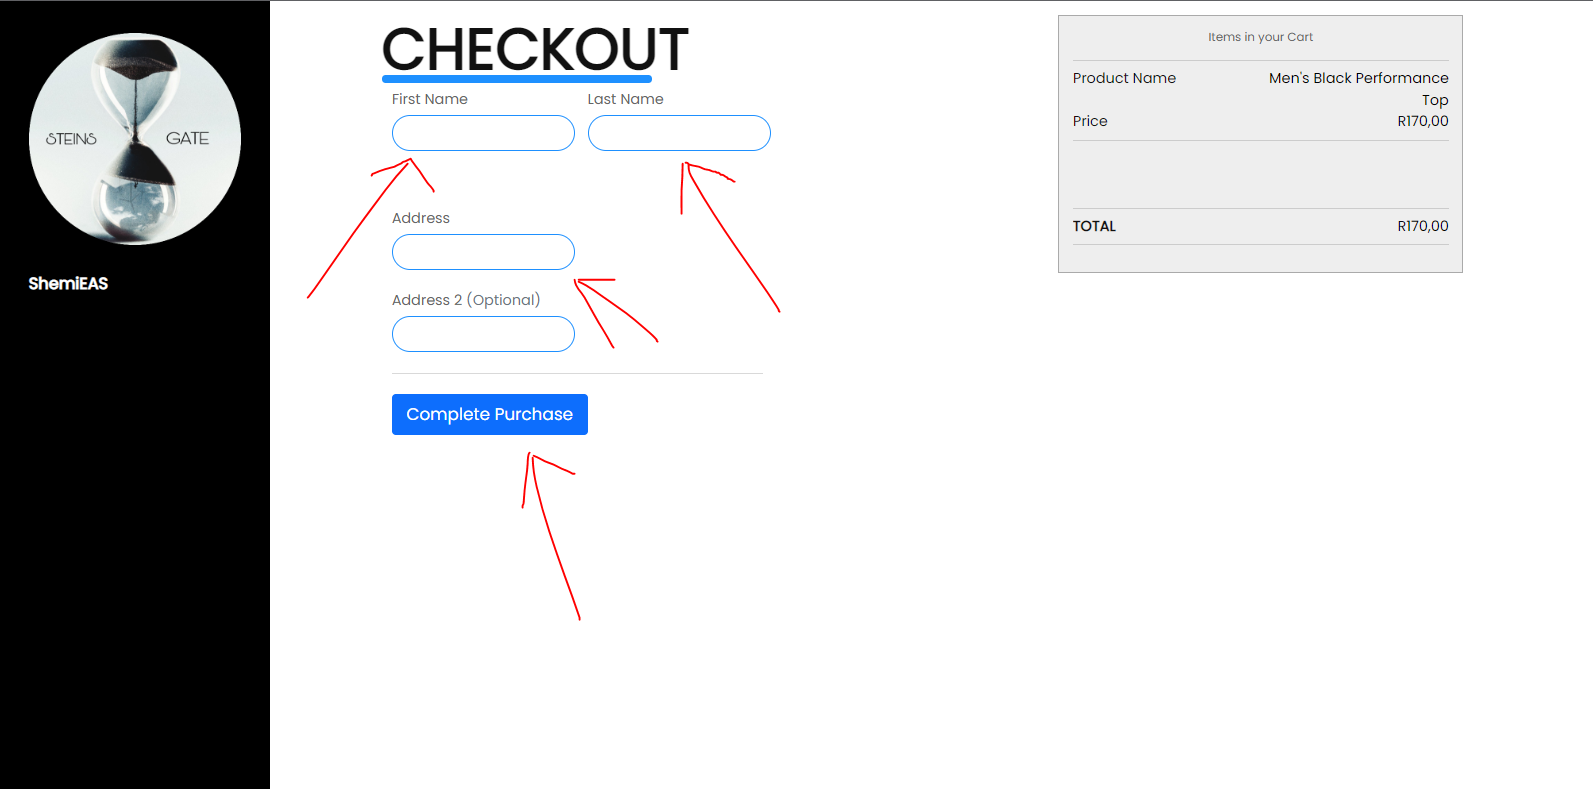 STEINS GATE
ShemiEAS
CHECKOUT
First Name Last Name
Address
Address 2 (Optional)
Complete Purchase
Items in your Cart
Product Name Men's Black Performance
Top
Price R170,00
TOTAL R170,00